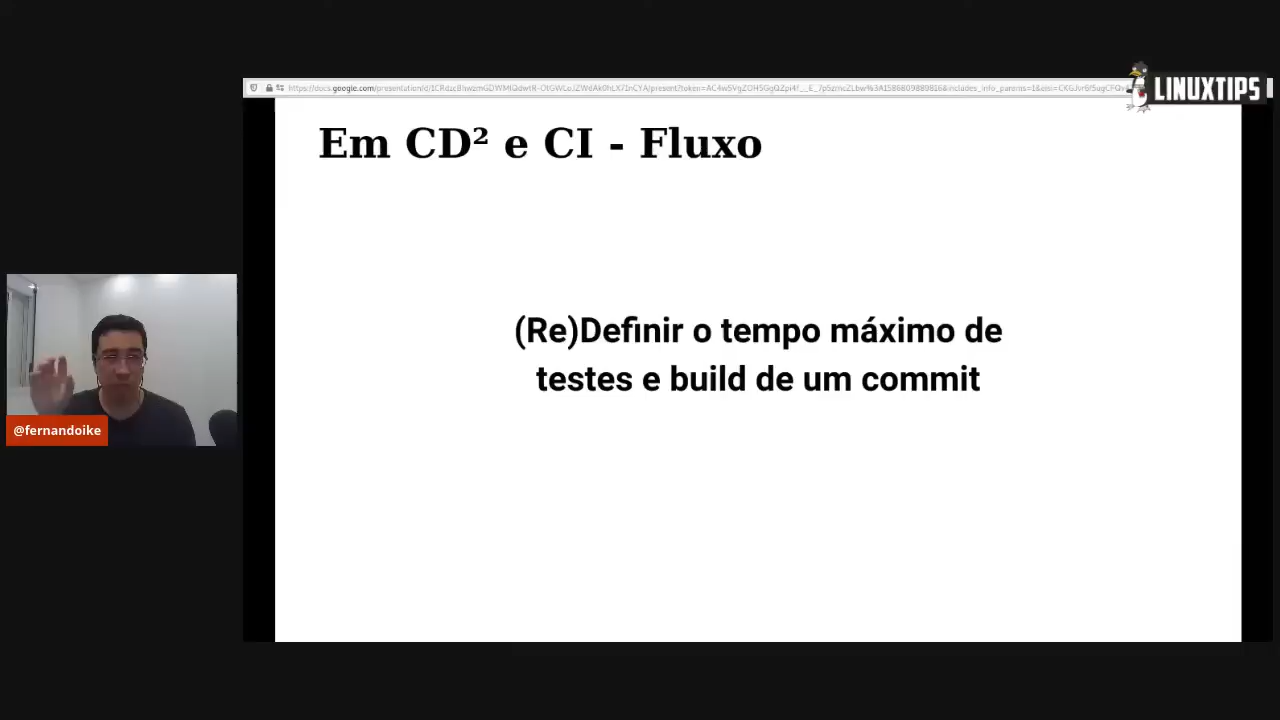 LINUXTIPS
Em CD² e CI - Fluxo
(Re)Definir o tempo máximo de
testes e build de um commit
@fernandoike